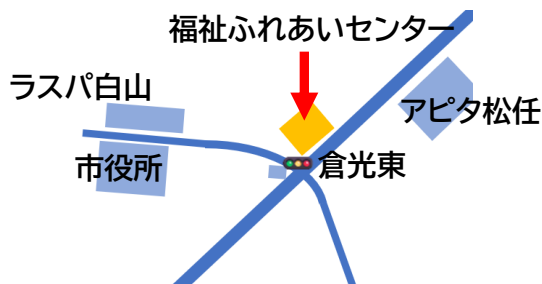 福祉ふれあいセンター
ラスパ白山
アピタ松任
市役所
倉光東